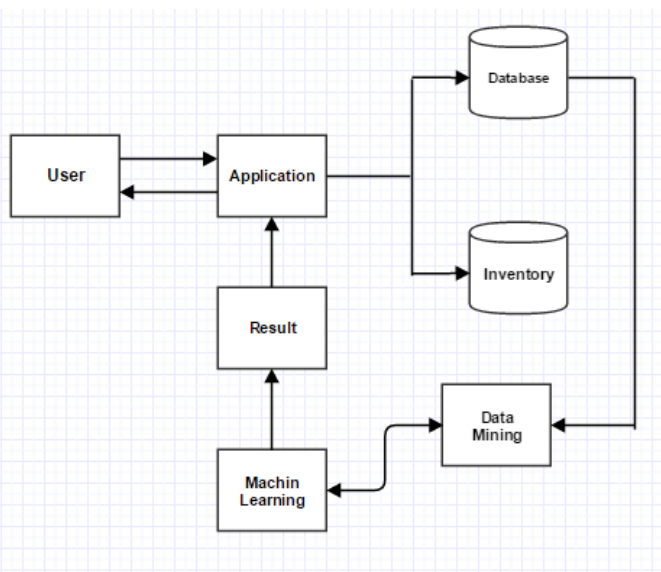 Database
User
Application
Inventory
Result
Data
Mining
Machin
Learning